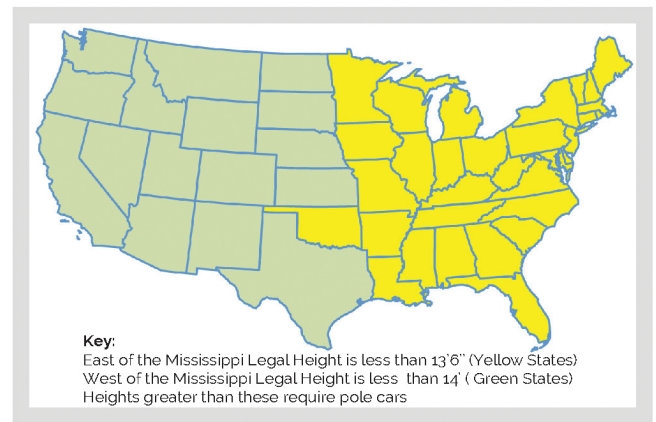 Key:
East of the Mississippi Legal Height is less than 13'6'' (Yellow States)
West of the Mississippi Legal Height is less than 14' ( Green States)
Heights greater than these require pole cars